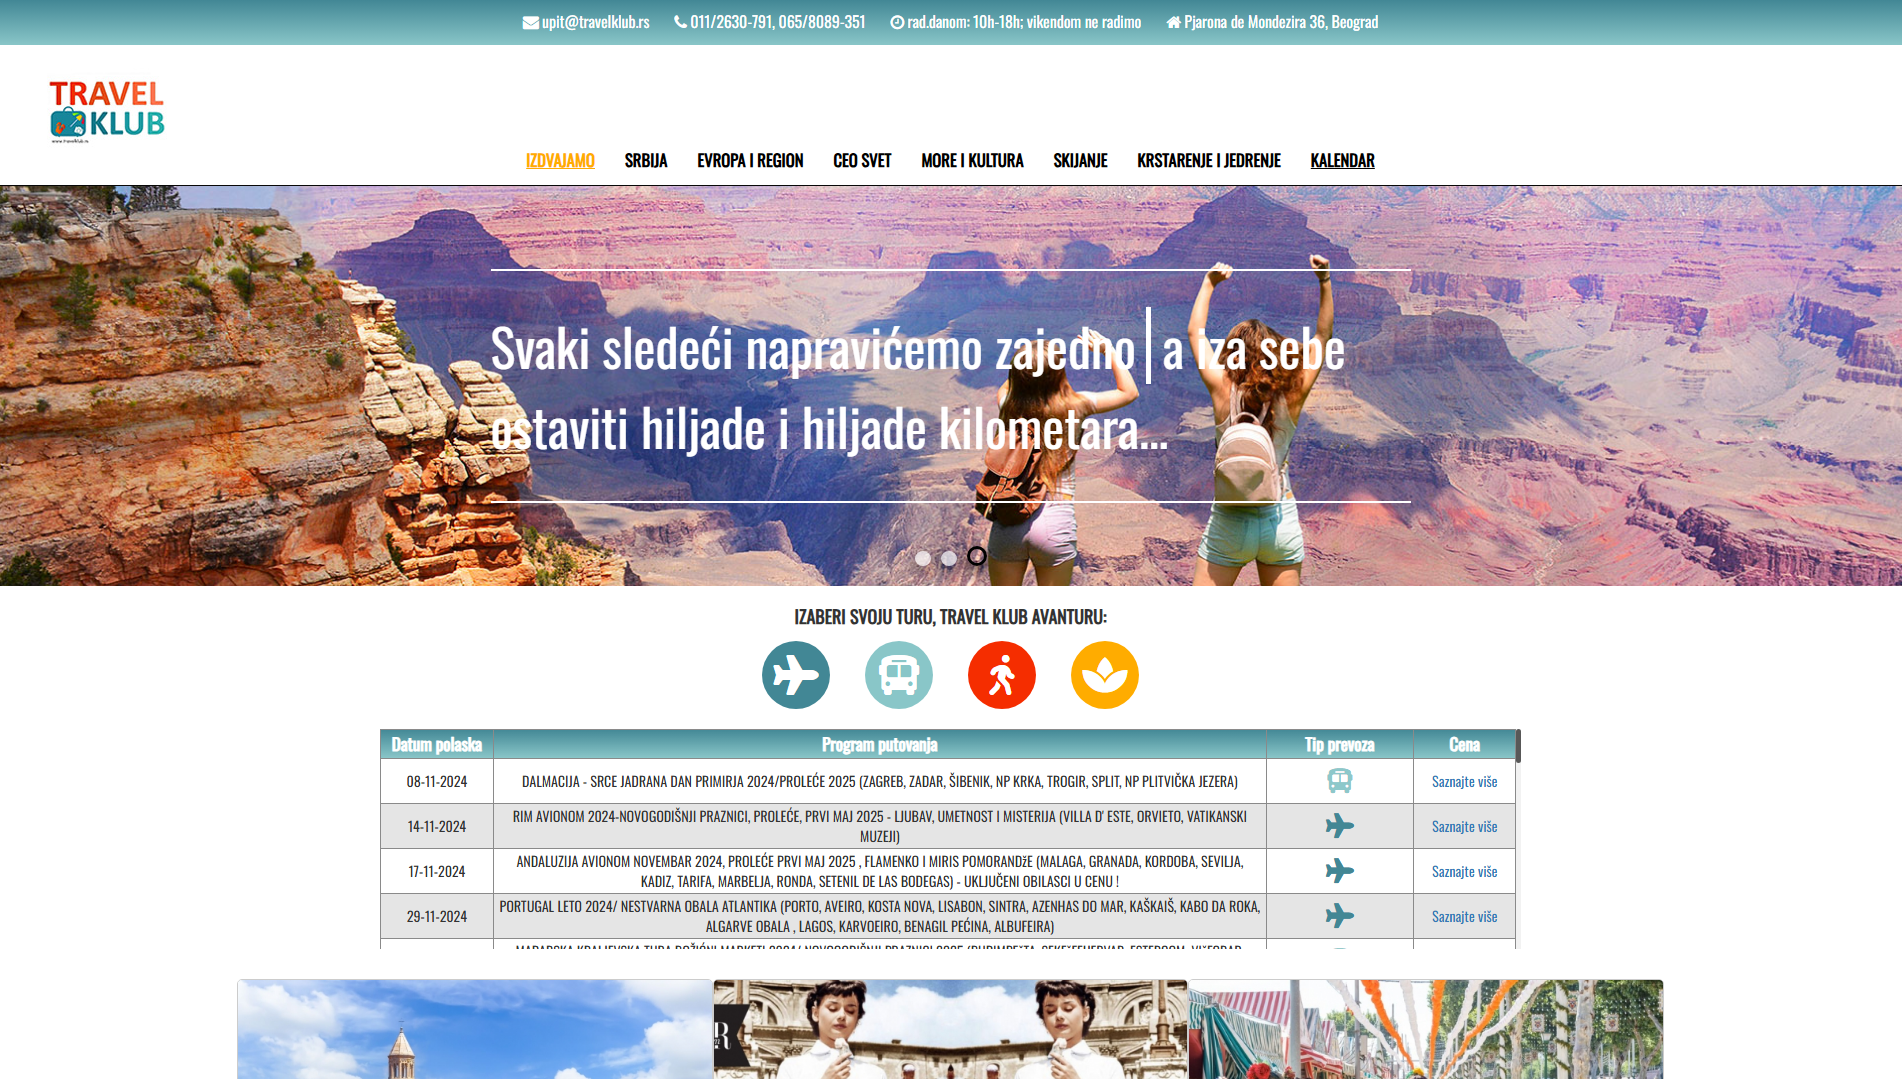 upit@travelklub.rs 011/2630-791, 065/8089-351 rad.danom: 10h-18h; vikendom ne radimo Pjarona de Mondezira 36, Beograd
TRAVEL
KLUB
www.travelklub.rs
IZDVAJAMO SRBIJA EVROPA I REGION CEO SVET MORE I KULTURA SKIJANJE KRSTARENJE I JEDRENJE KALENDAR
Svaki sledeći napravićemo zajedno a iza sebe
ostaviti hiljade i hiljade kilometara...
IZABERI SVOJU TURU, TRAVEL KLUB AVANTURU:
Datum polaska Program putovanja Tip prevoza Cena
08-11-2024 DALMACIJA - SRCE JADRANA DAN PRIMIRJA 2024/PROLEĆE 2025 (ZAGREB, ZADAR, ŠIBENIK, NP KRKA, TROGIR, SPLIT, NP PLITVIČKA JEZERA) Saznajte više
14-11-2024 RIM AVIONOM 2024-NOVOGODIŠNJI PRAZNICI, PROLEĆE, PRVI MAJ 2025 - LJUBAV, UMETNOST I MISTERIJA (VILLA D' ESTE, ORVIETO, VATIKANSKI
MUZEJI) Saznajte više
17-11-2024 ANDALUZIJA AVIONOM NOVEMBAR 2024, PROLEĆE PRVI MAJ 2025 , FLAMENKO I MIRIS POMORANDžE (MALAGA, GRANADA, KORDOBA, SEVILJA,
KADIZ, TARIFA, MARBELJA, RONDA, SETENIL DE LAS BODEGAS) - UKLJUČENI OBILASCI U CENU ! Saznajte više
29-11-2024 PORTUGAL LETO 2024/ NESTVARNA OBALA ATLANTIKA (PORTO, AVEIRO, KOSTA NOVA, LISABON, SINTRA, AZENHAS DO MAR, KAŠKAIŠ, KABO DA ROKA,
ALGARVE OBALA , LAGOS, KARVOEIRO, BENAGIL PEĆINA, ALBUFEIRA) Saznajte više